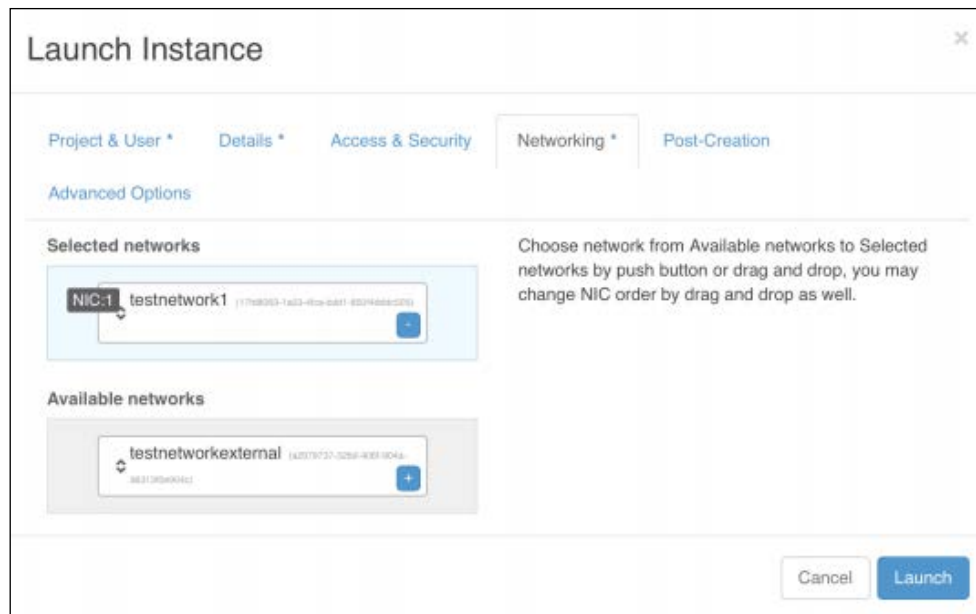 Launch Instance
×
Project & User *
Details *
Access & Security
Networking *
Post-Creation
Advanced Options
Selected networks
NIC:1
testnetwork1
-
Choose network from Available networks to Selected
networks by push button or drag and drop, you may
change NIC order by drag and drop as well.
Available networks
testnetworkexternal
+
Cancel
Launch